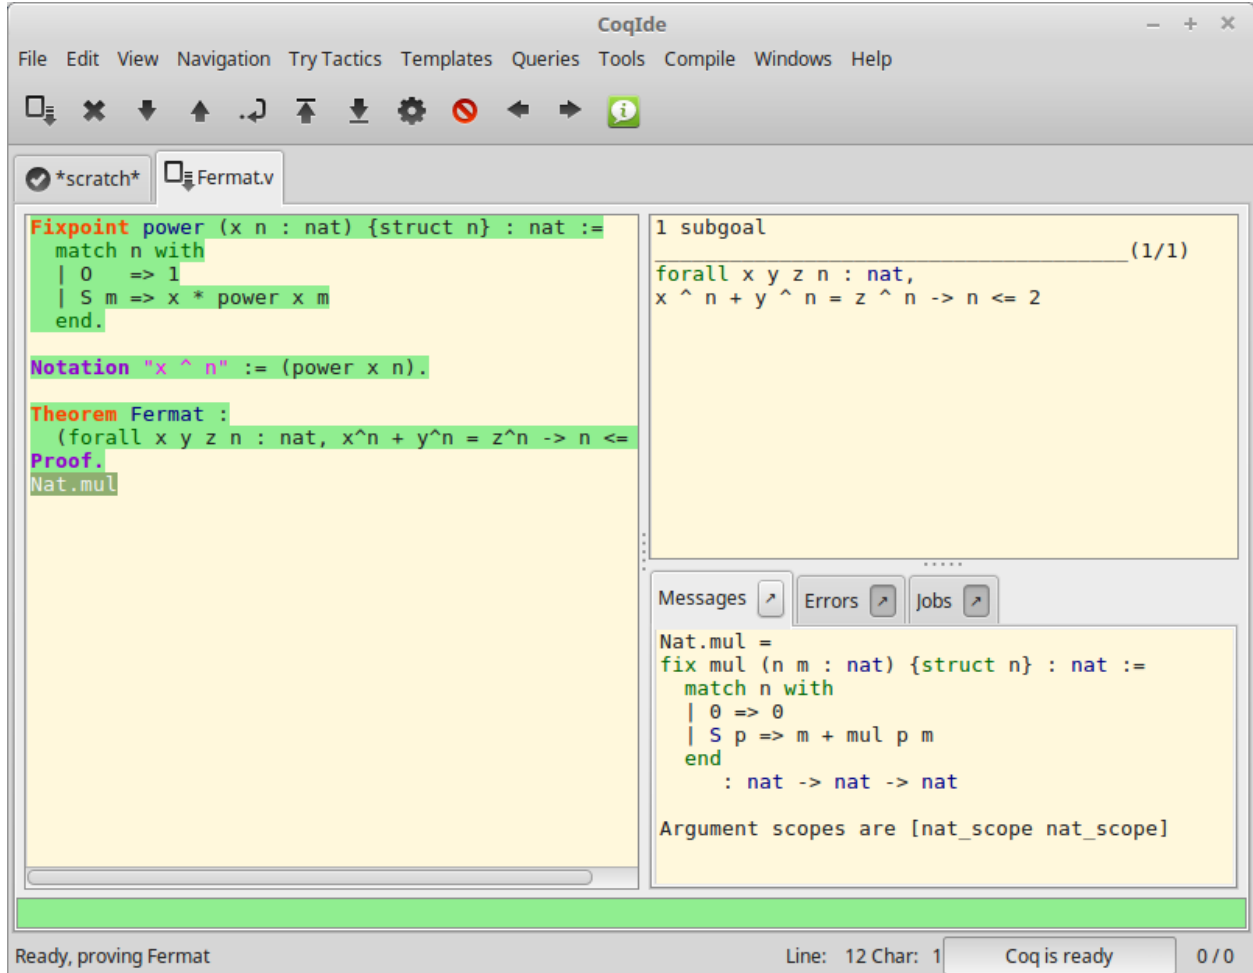 CoqIde
File Edit View Navigation Try Tactics Templates Queries Tools Compile Windows Help
*scratch*
Fermat.v
Fixpoint power (x n : nat) {struct n} : nat :=
  match n with
  | O   => 1
  | S m => x * power x m
  end.
Notation "x ^ n" := (power x n).
Theorem Fermat :
  (forall x y z n : nat, x^n + y^n = z^n -> n <=
Proof.
Nat.mul
1 subgoal
______________________________________(1/1)
forall x y z n : nat,
x ^ n + y ^ n = z ^ n -> n <= 2
Messages Errors Jobs
Nat.mul =
fix mul (n m : nat) {struct n} : nat :=
  match n with
  | 0 => 0
  | S p => m + mul p m
  end
     : nat -> nat -> nat
Argument scopes are [nat_scope nat_scope]
Ready, proving Fermat Line: 12 Char: 1 Coq is ready 0 / 0